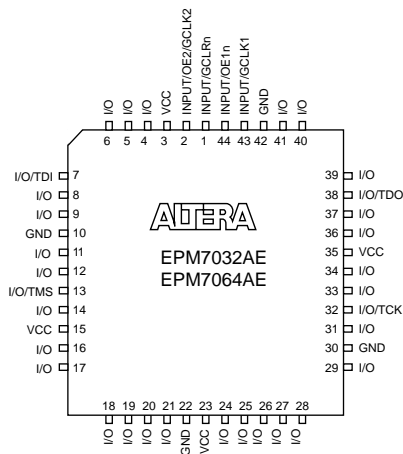 I/O
I/O
I/O
VCC
INPUT/OE2/GCLK2
INPUT/GCLRn
INPUT/OE1n
INPUT/GCLK1
GND
I/O
I/O
6 5 4 3 2 1 44 43 42 41 40
I/O/TDI 7 39 I/O
I/O 8 38 I/O/TDO
I/O 9 37 I/O
GND 10 36 I/O
I/O 11 35 VCC
I/O 12 34 I/O
I/O/TMS 13 33 I/O
I/O 14 32 I/O/TCK
VCC 15 31 I/O
I/O 16 30 GND
I/O 17 29 I/O
ALTERA
EPM7032AE
EPM7064AE
18 19 20 21 22 23 24 25 26 27 28
I/O
I/O
I/O
I/O
GND
VCC
I/O
I/O
I/O
I/O
I/O